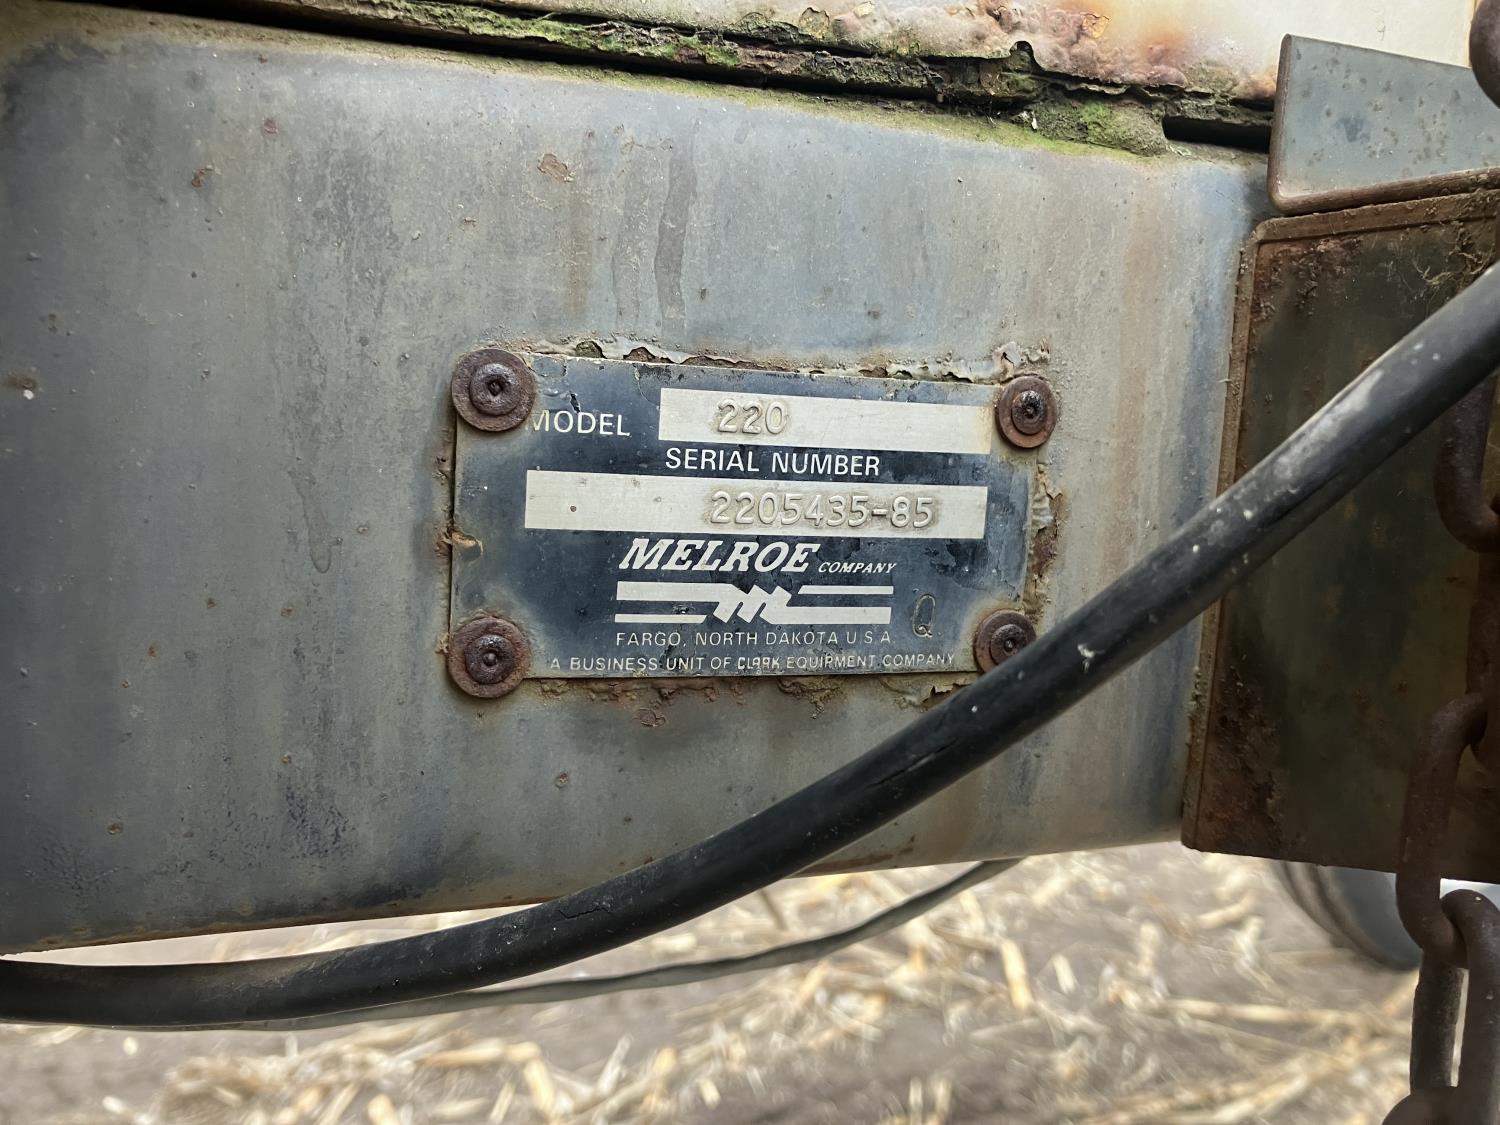 MODEL 220
SERIAL NUMBER
2205435-85
MELROE COMPANY
FARGO, NORTH DAKOTA U.S.A.
Q
A BUSINESS UNIT OF CLARK EQUIPMENT COMPANY